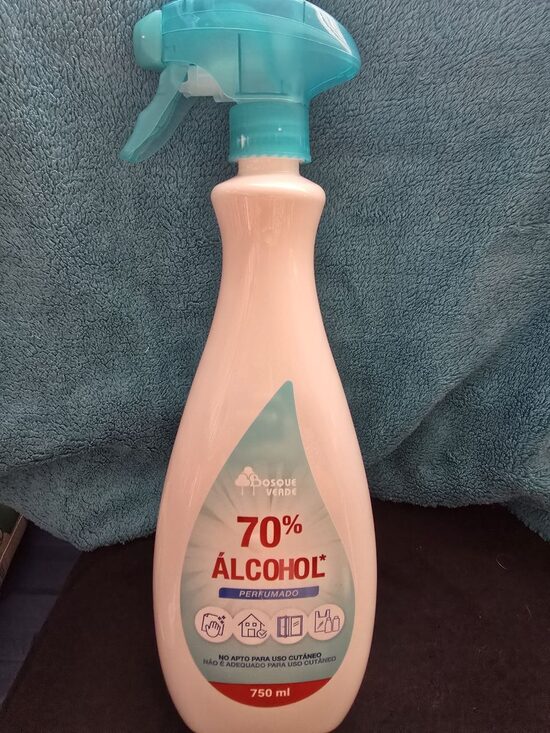 BOSQUE
VERDE
70%
ÁLCOHOL*
PERFUMADO
NO APTO PARA USO CUTÁNEO
NÃO É ADEQUADO PARA USO CUTÂNEO
750 ml